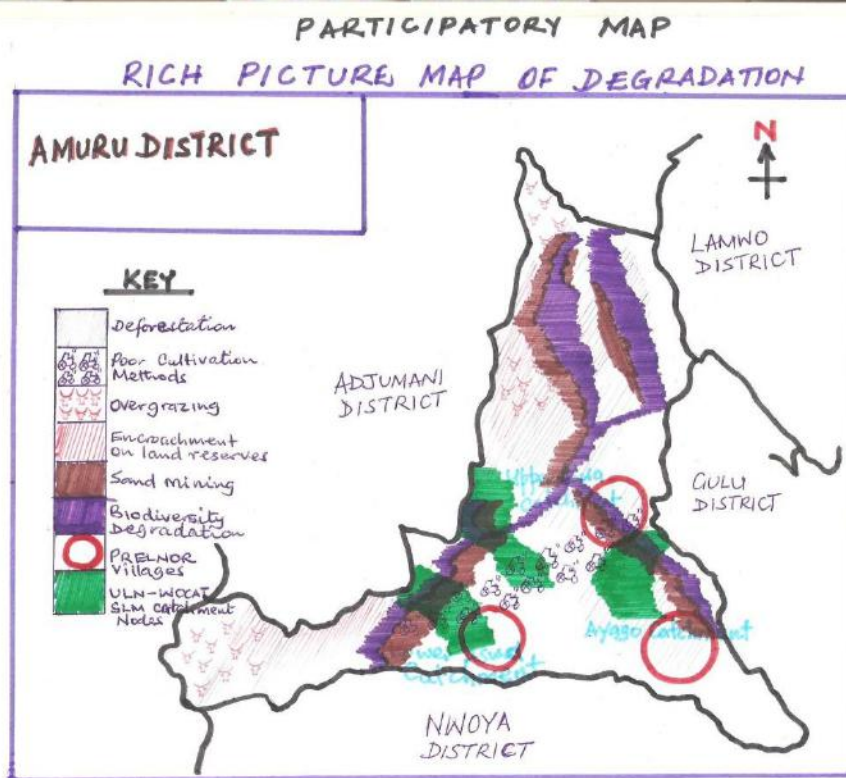 PARTICIPATORY MAP
RICH PICTURE MAP OF DEGRADATION
AMURU DISTRICT
N
LAMWO
DISTRICT
KEY
Deforestation
Poor Cultivation
Methods
Overgrazing
Encroachment
on land reserves
Sand mining
Biodiversity
Degradation
PRELNOR
Villages
ULN-WOCAT
SLM Catchment
Nodes
ADJUMANI
DISTRICT
GULU
DISTRICT
Ayago Catchment
Catchment
NWOYA
DISTRICT